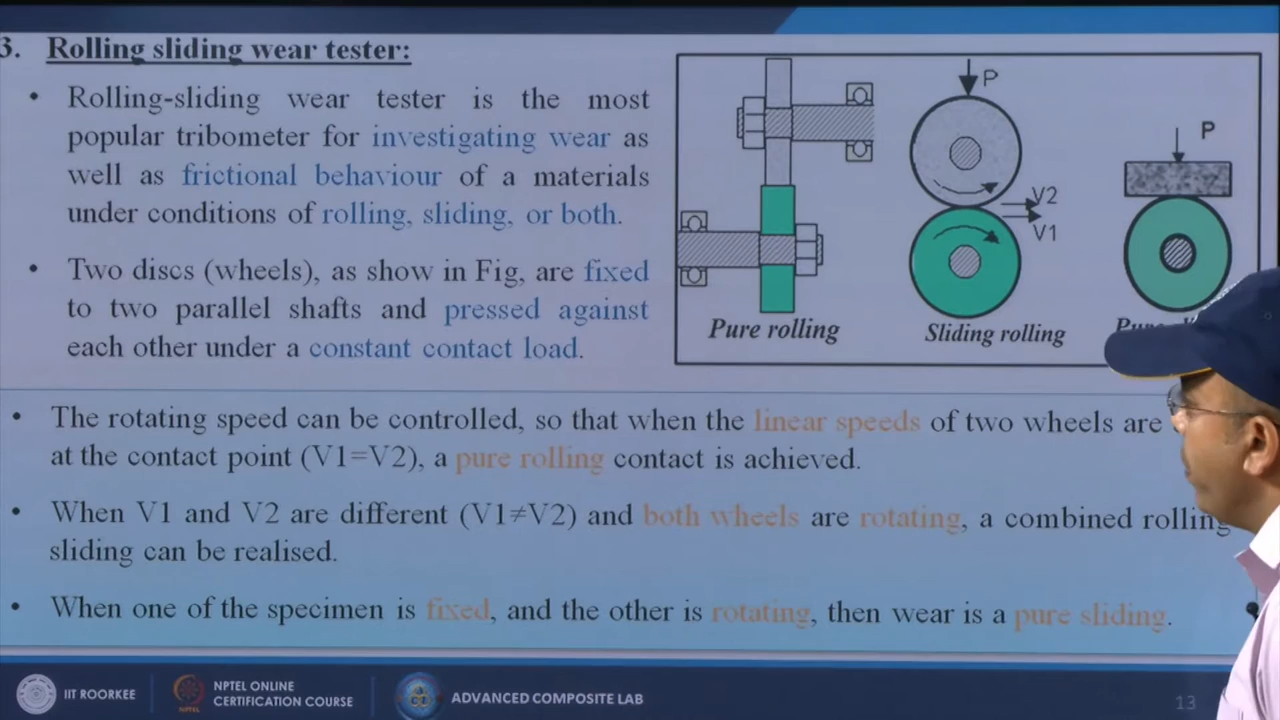 3. Rolling sliding wear tester:
• Rolling-sliding wear tester is the most
popular tribometer for investigating wear as
well as frictional behaviour of a materials
under conditions of rolling, sliding, or both.
• Two discs (wheels), as show in Fig, are fixed
to two parallel shafts and pressed against
each other under a constant contact load.
P
V2
V1
P
Pure rolling
Sliding rolling
• The rotating speed can be controlled, so that when the linear speeds of two wheels are
at the contact point (V1=V2), a pure rolling contact is achieved.
• When V1 and V2 are different (V1≠V2) and both wheels are rotating, a combined rolling
sliding can be realised.
• When one of the specimen is fixed, and the other is rotating, then wear is a pure sliding.
IIT ROORKEE
NPTEL ONLINE
CERTIFICATION COURSE
ADVANCED COMPOSITE LAB
13